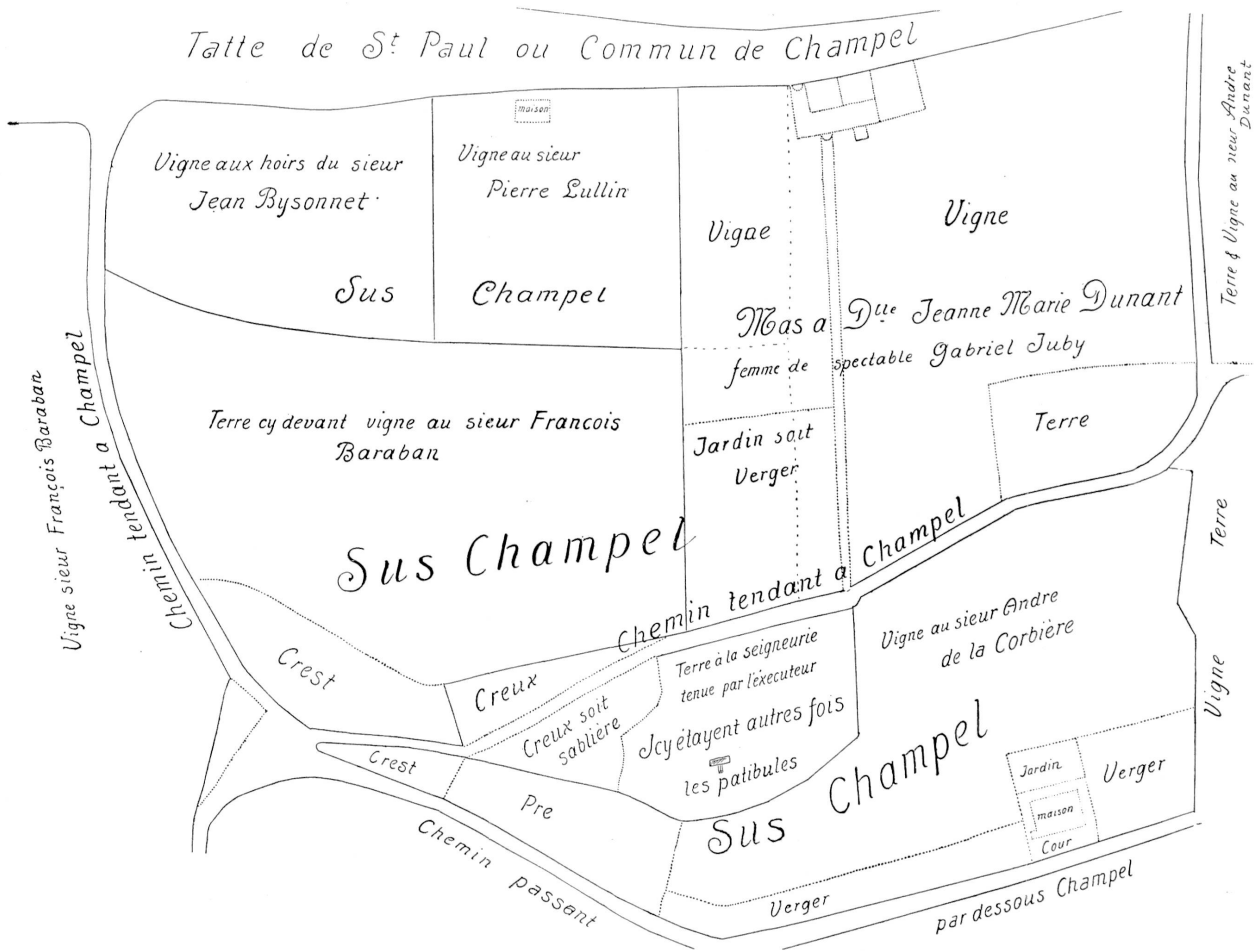 Tatte de St Paul ou Commun de Champel
maison
Vigne aux hoirs du sieur
Jean Bysonnet
Vigne au sieur
Pierre Lullin
Sus Champel
Vigne
Vigne
Mas a Dlle Jeanne Marie Dunant
femme de spectable Gabriel Juby
Terre & Vigne au sieur Andre
Dunant
Vigne sieur François Baraban
Chemin tendant a Champel
Terre cy devant vigne au sieur Francois
Baraban
Jardin soit
Verger
Terre
Sus Champel
Chemin tendant a Champel
Crest
Creux
Creux soit
sablière
Terre à la seigneurie
tenue par l'éxecuteur
Jcy étayent autres fois
les patibules
Vigne au sieur Andre
de la Corbière
Terre
Vigne
Crest
Pre
Sus Champel
Jardin
maison
Cour
Verger
Verger
Chemin passant
par dessous Champel